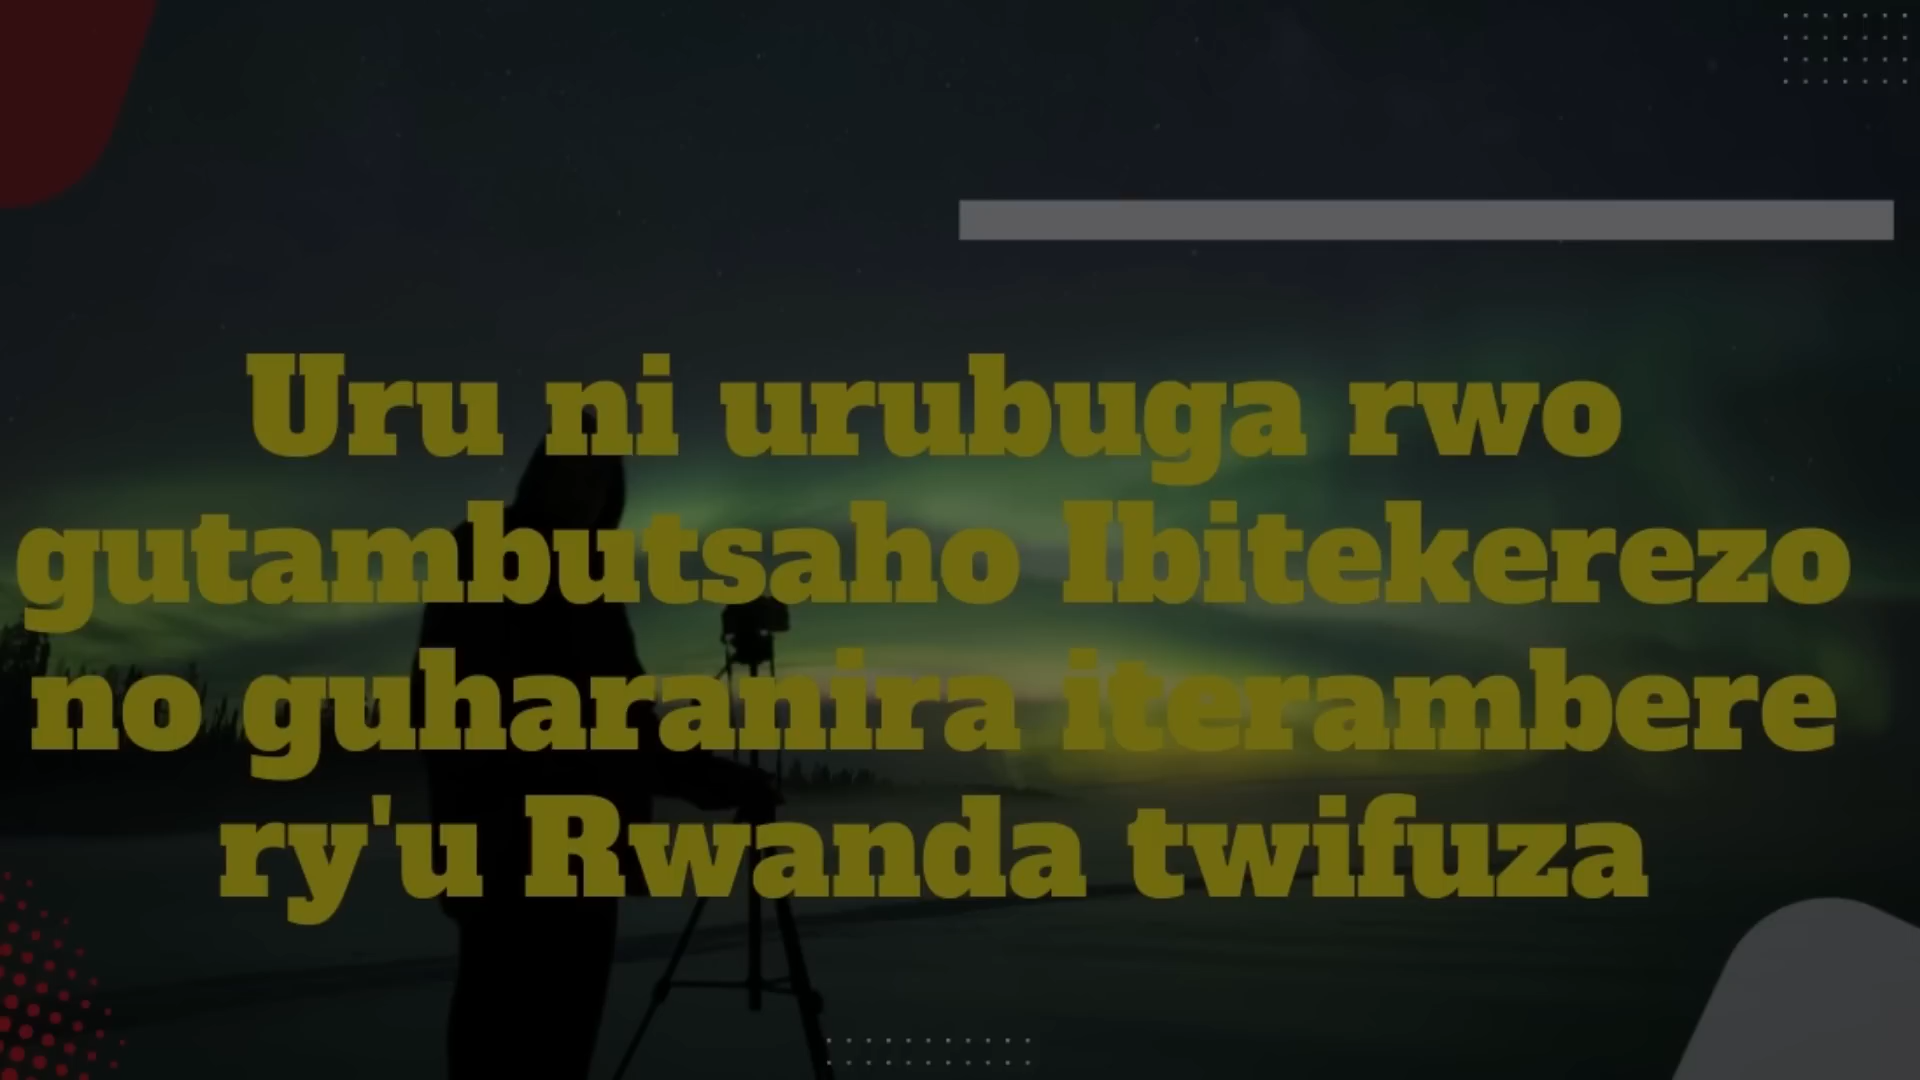 Uru ni urubuga rwo
gutambutsaho Ibitekerezo
no guharanira iterambere
ry'u Rwanda twifuza